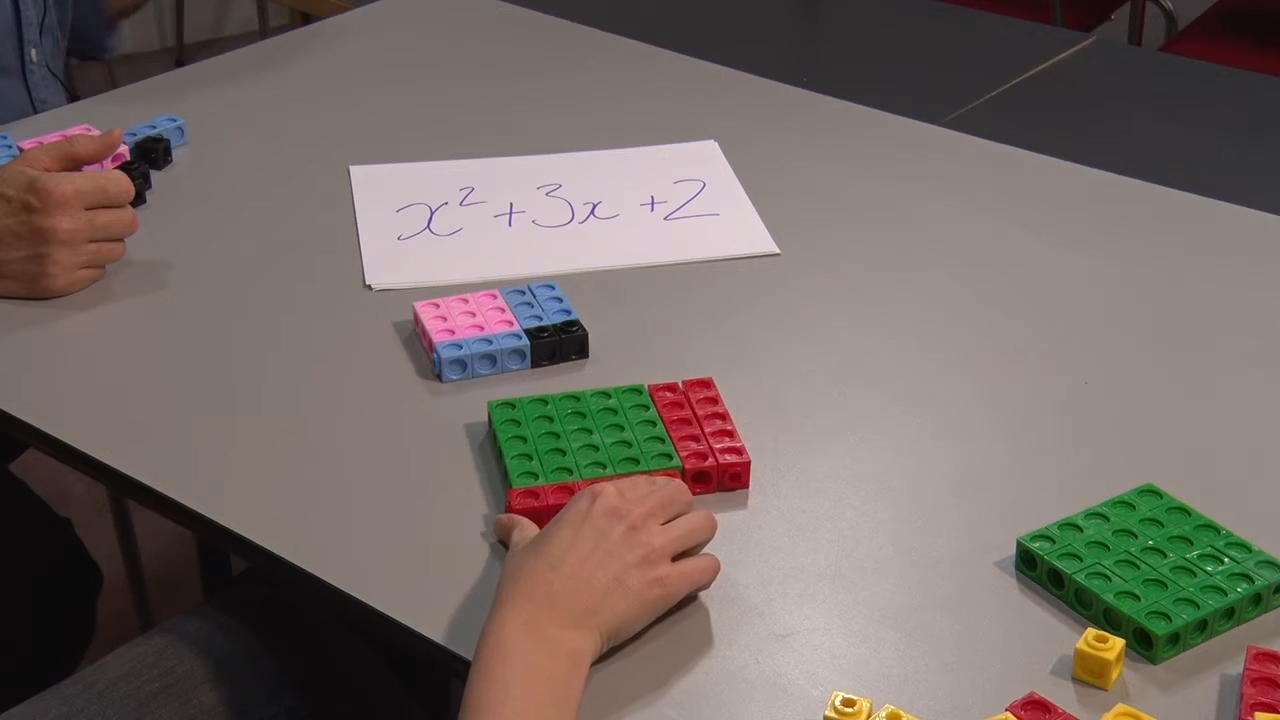 x² + 3x + 2